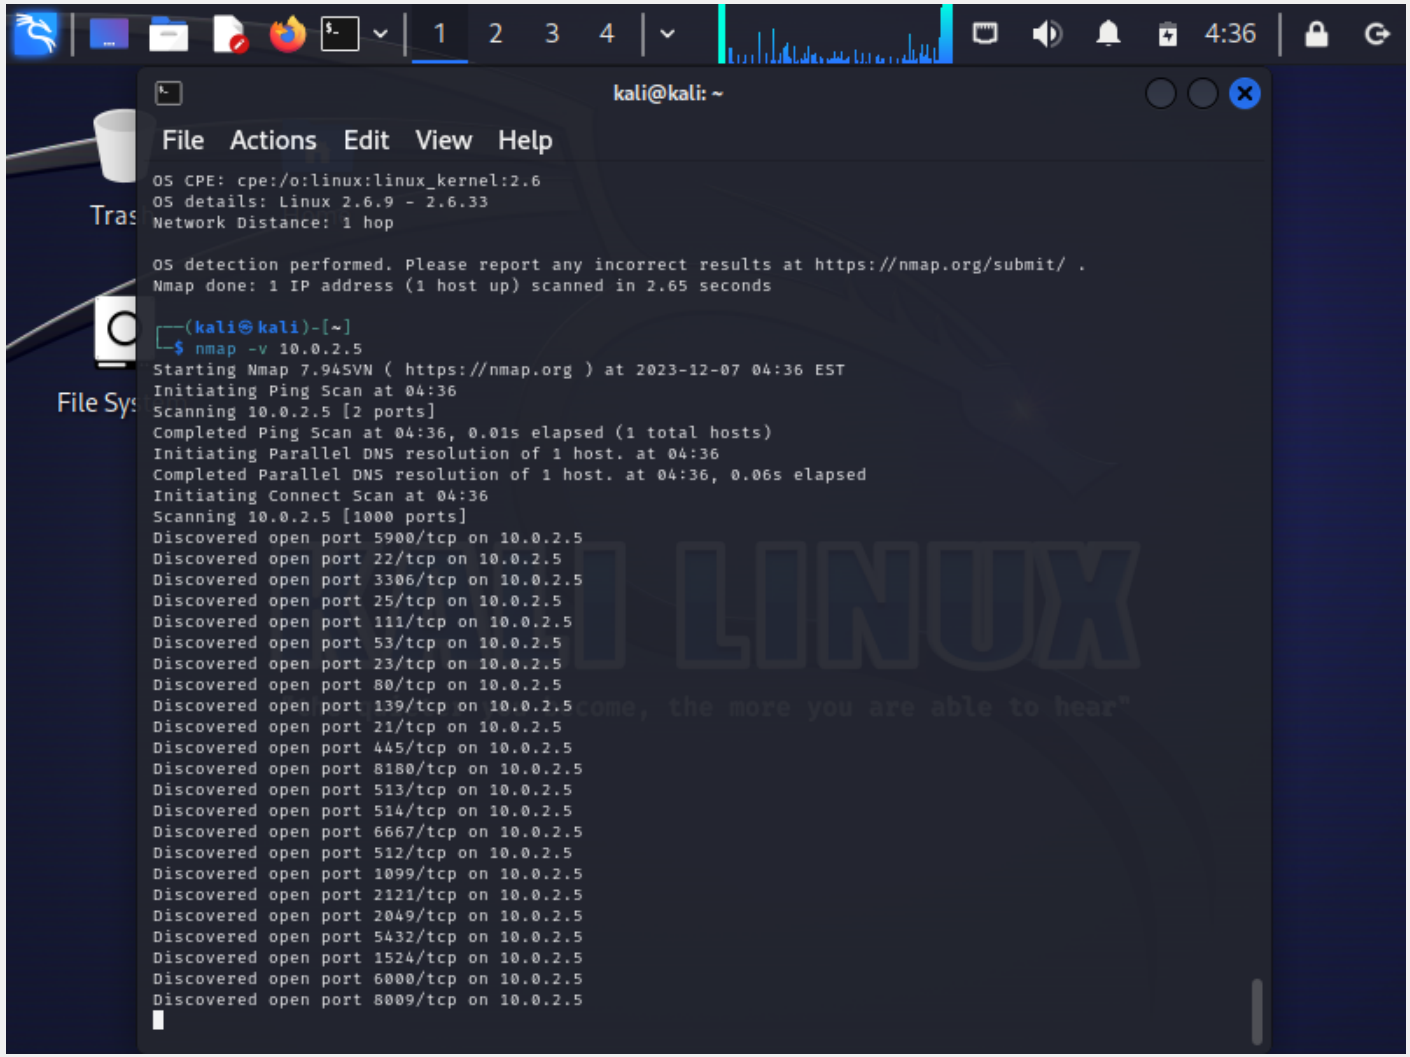 1 2 3 4 4:36
kali@kali: ~
File Actions Edit View Help
OS CPE: cpe:/o:linux:linux_kernel:2.6
OS details: Linux 2.6.9 - 2.6.33
Network Distance: 1 hop
OS detection performed. Please report any incorrect results at https://nmap.org/submit/ .
Nmap done: 1 IP address (1 host up) scanned in 2.65 seconds
┌──(kali㉿kali)-[~]
└─$ nmap -v 10.0.2.5
Starting Nmap 7.94SVN ( https://nmap.org ) at 2023-12-07 04:36 EST
Initiating Ping Scan at 04:36
Scanning 10.0.2.5 [2 ports]
Completed Ping Scan at 04:36, 0.01s elapsed (1 total hosts)
Initiating Parallel DNS resolution of 1 host. at 04:36
Completed Parallel DNS resolution of 1 host. at 04:36, 0.06s elapsed
Initiating Connect Scan at 04:36
Scanning 10.0.2.5 [1000 ports]
Discovered open port 5900/tcp on 10.0.2.5
Discovered open port 22/tcp on 10.0.2.5
Discovered open port 3306/tcp on 10.0.2.5
Discovered open port 25/tcp on 10.0.2.5
Discovered open port 111/tcp on 10.0.2.5
Discovered open port 53/tcp on 10.0.2.5
Discovered open port 23/tcp on 10.0.2.5
Discovered open port 80/tcp on 10.0.2.5
Discovered open port 139/tcp on 10.0.2.5
Discovered open port 21/tcp on 10.0.2.5
Discovered open port 445/tcp on 10.0.2.5
Discovered open port 8180/tcp on 10.0.2.5
Discovered open port 513/tcp on 10.0.2.5
Discovered open port 514/tcp on 10.0.2.5
Discovered open port 6667/tcp on 10.0.2.5
Discovered open port 512/tcp on 10.0.2.5
Discovered open port 1099/tcp on 10.0.2.5
Discovered open port 2121/tcp on 10.0.2.5
Discovered open port 2049/tcp on 10.0.2.5
Discovered open port 5432/tcp on 10.0.2.5
Discovered open port 1524/tcp on 10.0.2.5
Discovered open port 6000/tcp on 10.0.2.5
Discovered open port 8009/tcp on 10.0.2.5
Tras
File Sys
KALI LINUX
come, the more you are able to hear"